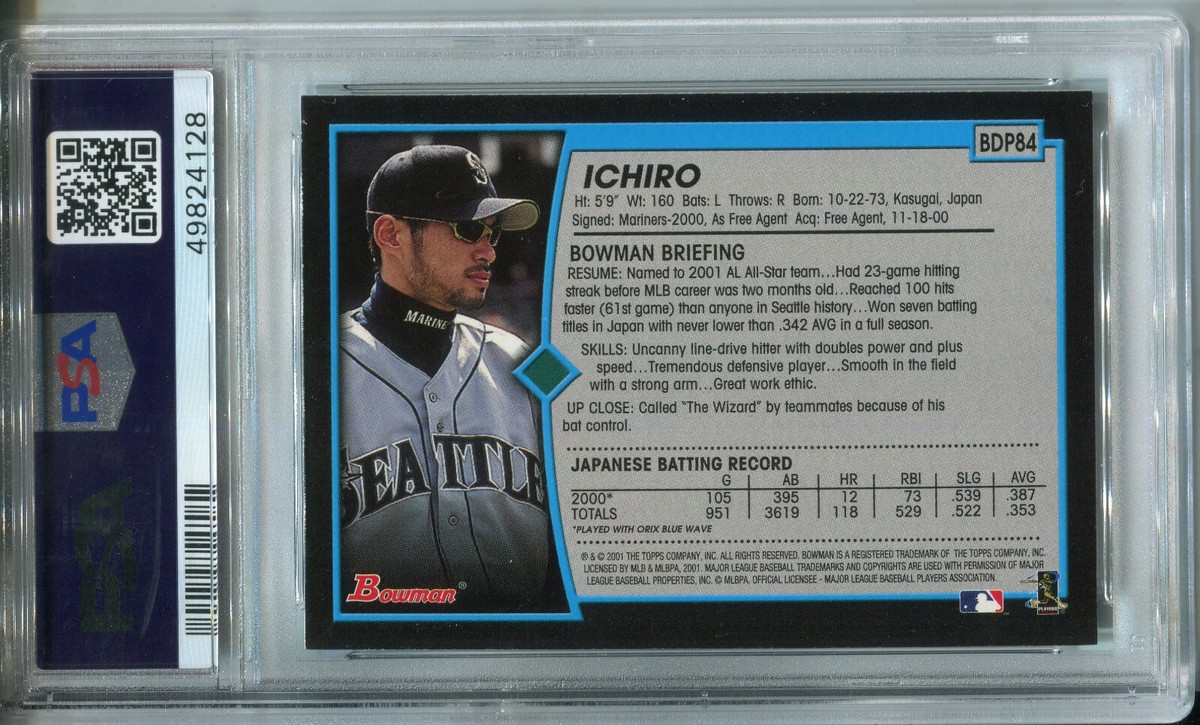 49824128
PSA
PSA
BDP84
ICHIRO
Ht: 5'9" Wt: 160 Bats: L Throws: R Born: 10-22-73, Kasugai, Japan
Signed: Mariners-2000, As Free Agent Acq: Free Agent, 11-18-00
BOWMAN BRIEFING
RESUME: Named to 2001 AL All-Star team...Had 23-game hitting
streak before MLB career was two months old...Reached 100 hits
faster (61st game) than anyone in Seattle history...Won seven batting
titles in Japan with never lower than .342 AVG in a full season.
SKILLS: Uncanny line-drive hitter with doubles power and plus
speed...Tremendous defensive player...Smooth in the field
with a strong arm...Great work ethic.
UP CLOSE: Called "The Wizard" by teammates because of his
bat control.
JAPANESE BATTING RECORD
G AB HR RBI SLG AVG
2000* 105 395 12 73 .539 .387
TOTALS 951 3619 118 529 .522 .353
*PLAYED WITH ORIX BLUE WAVE
℗ & © 2001 THE TOPPS COMPANY, INC. ALL RIGHTS RESERVED. BOWMAN IS A REGISTERED TRADEMARK OF THE TOPPS COMPANY, INC.
LICENSED BY MLB & MLBPA, 2001. MAJOR LEAGUE BASEBALL TRADEMARKS AND COPYRIGHTS ARE USED WITH PERMISSION OF MAJOR
LEAGUE BASEBALL PROPERTIES, INC. © MLBPA. OFFICIAL LICENSEE - MAJOR LEAGUE BASEBALL PLAYERS ASSOCIATION.
MARINE
SEATTLE
Bowman®